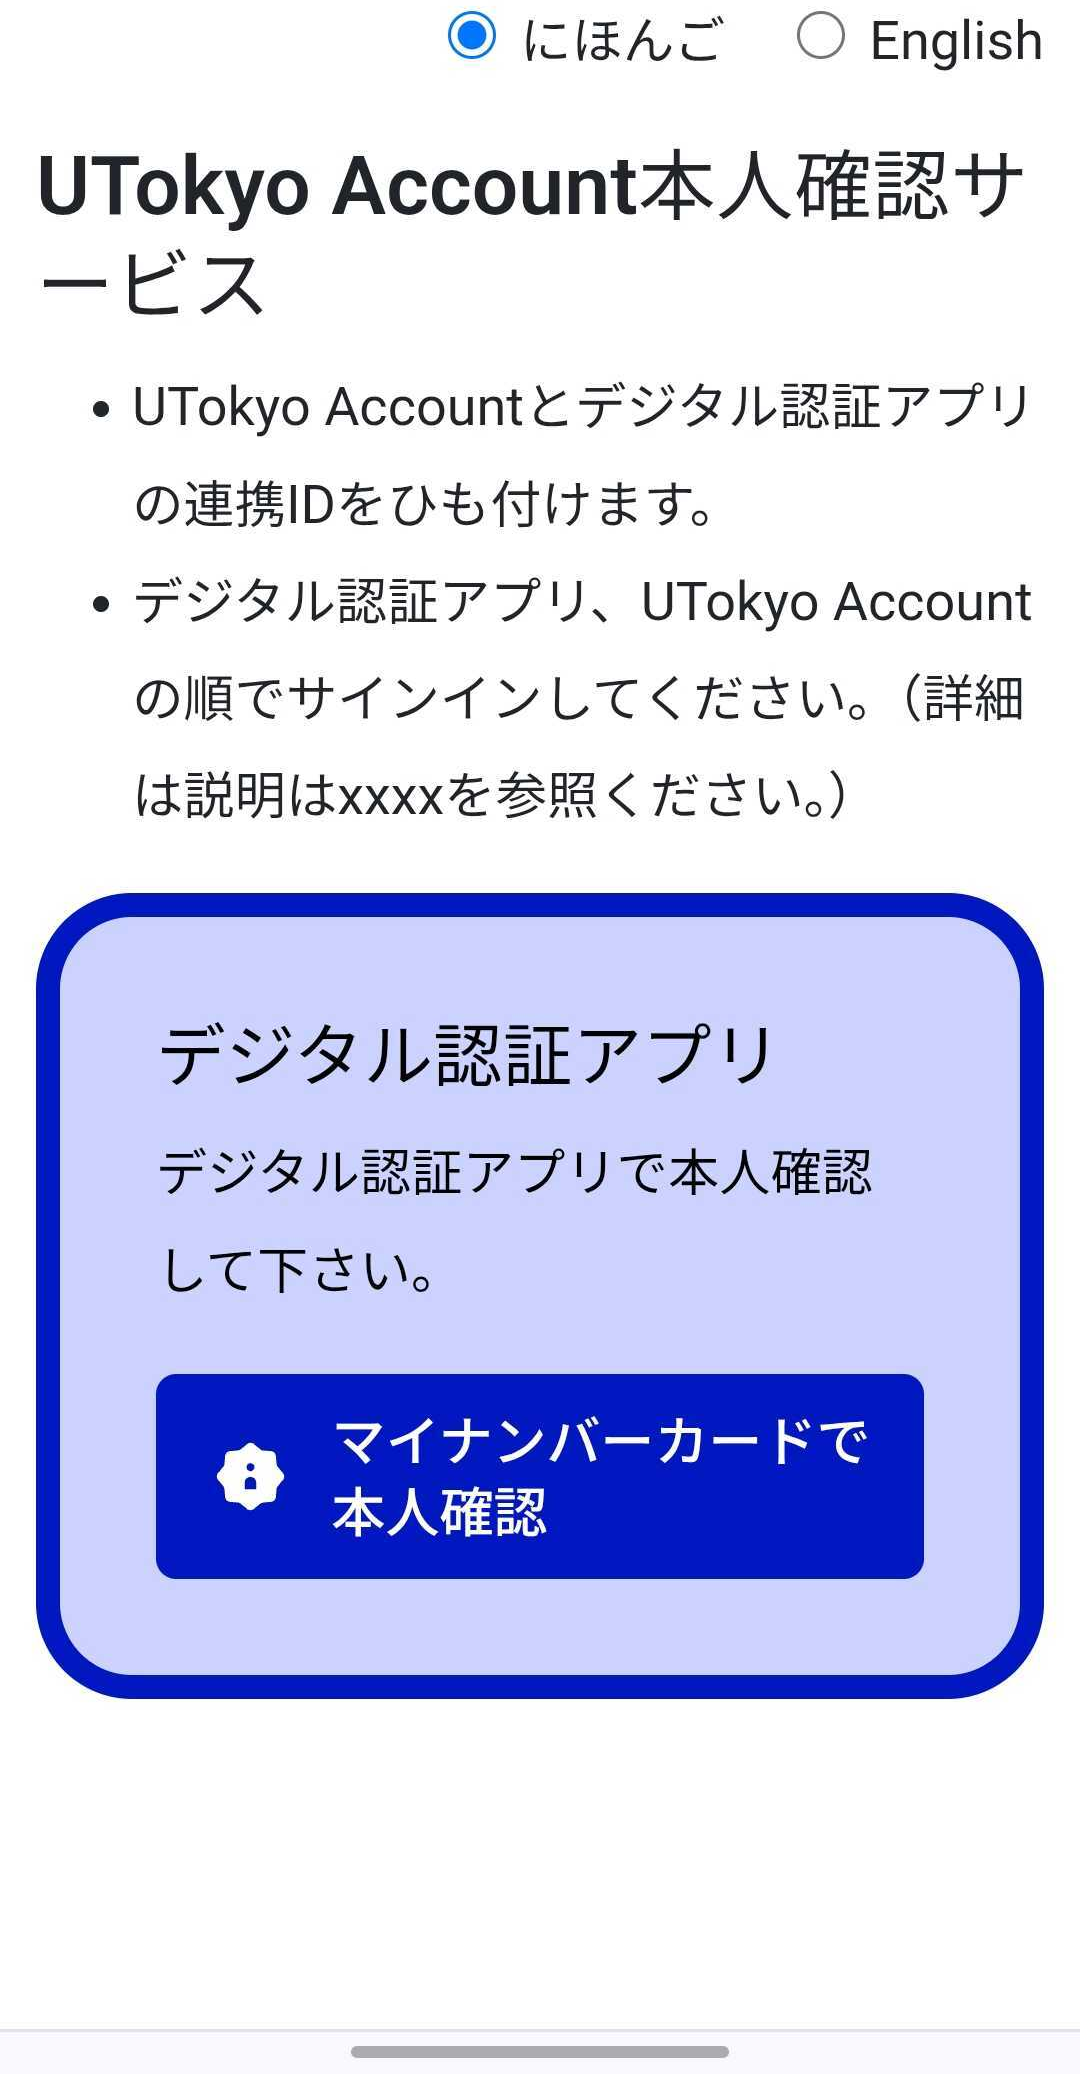 にほんご English
UTokyo Account本人確認サ
ービス
• UTokyo Accountとデジタル認証アプリ
の連携IDをひも付けます。
• デジタル認証アプリ、UTokyo Account
の順でサインインしてください。（詳細
は説明はxxxxを参照ください。）
デジタル認証アプリ
デジタル認証アプリで本人確認
して下さい。
マイナンバーカードで
本人確認